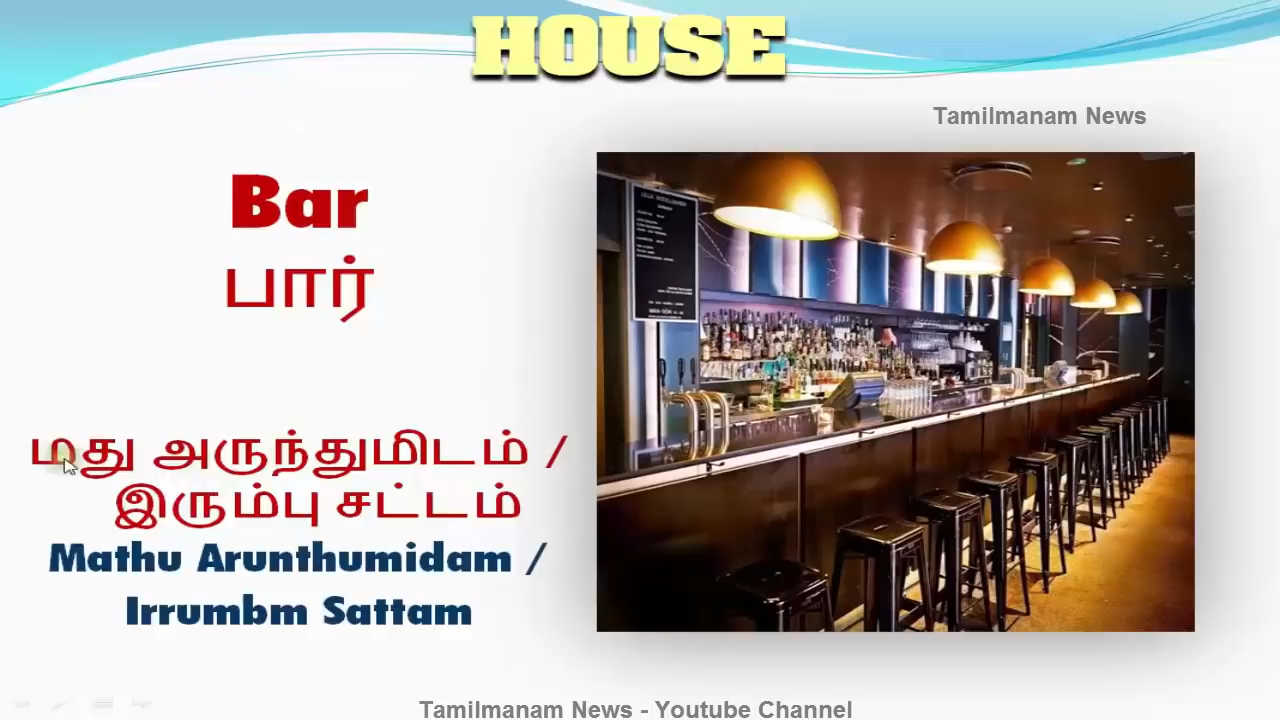 HOUSE
Tamilmanam News
Bar
பார்
மது அருந்துமிடம் /
இரும்பு சட்டம்
Mathu Arunthumidam /
Irrumbm Sattam
Tamilmanam News - Youtube Channel